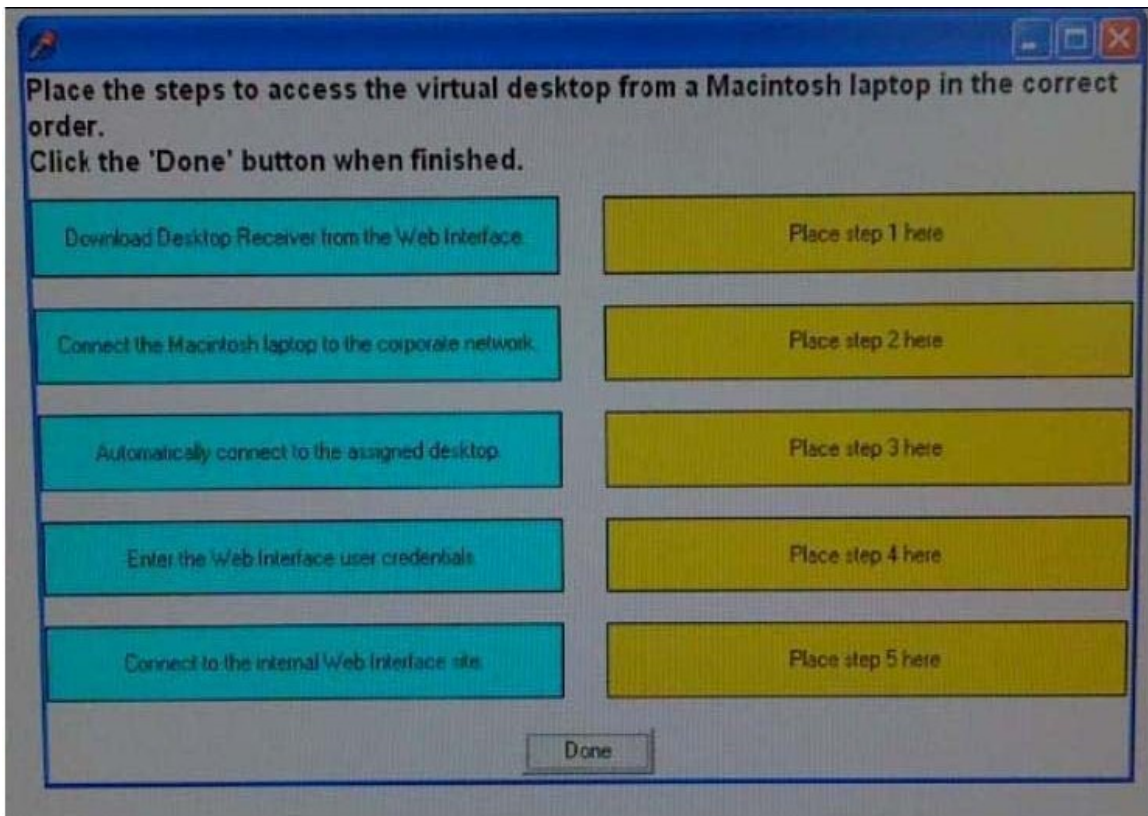 Place the steps to access the virtual desktop from a Macintosh laptop in the correct
order.
Click the 'Done' button when finished.
Download Desktop Receiver from the Web Interface.
Place step 1 here
Connect the Macintosh laptop to the corporate network.
Place step 2 here
Automatically connect to the assigned desktop.
Place step 3 here
Enter the Web Interface user credentials
Place step 4 here
Connect to the internal Web Interface site.
Place step 5 here
Done